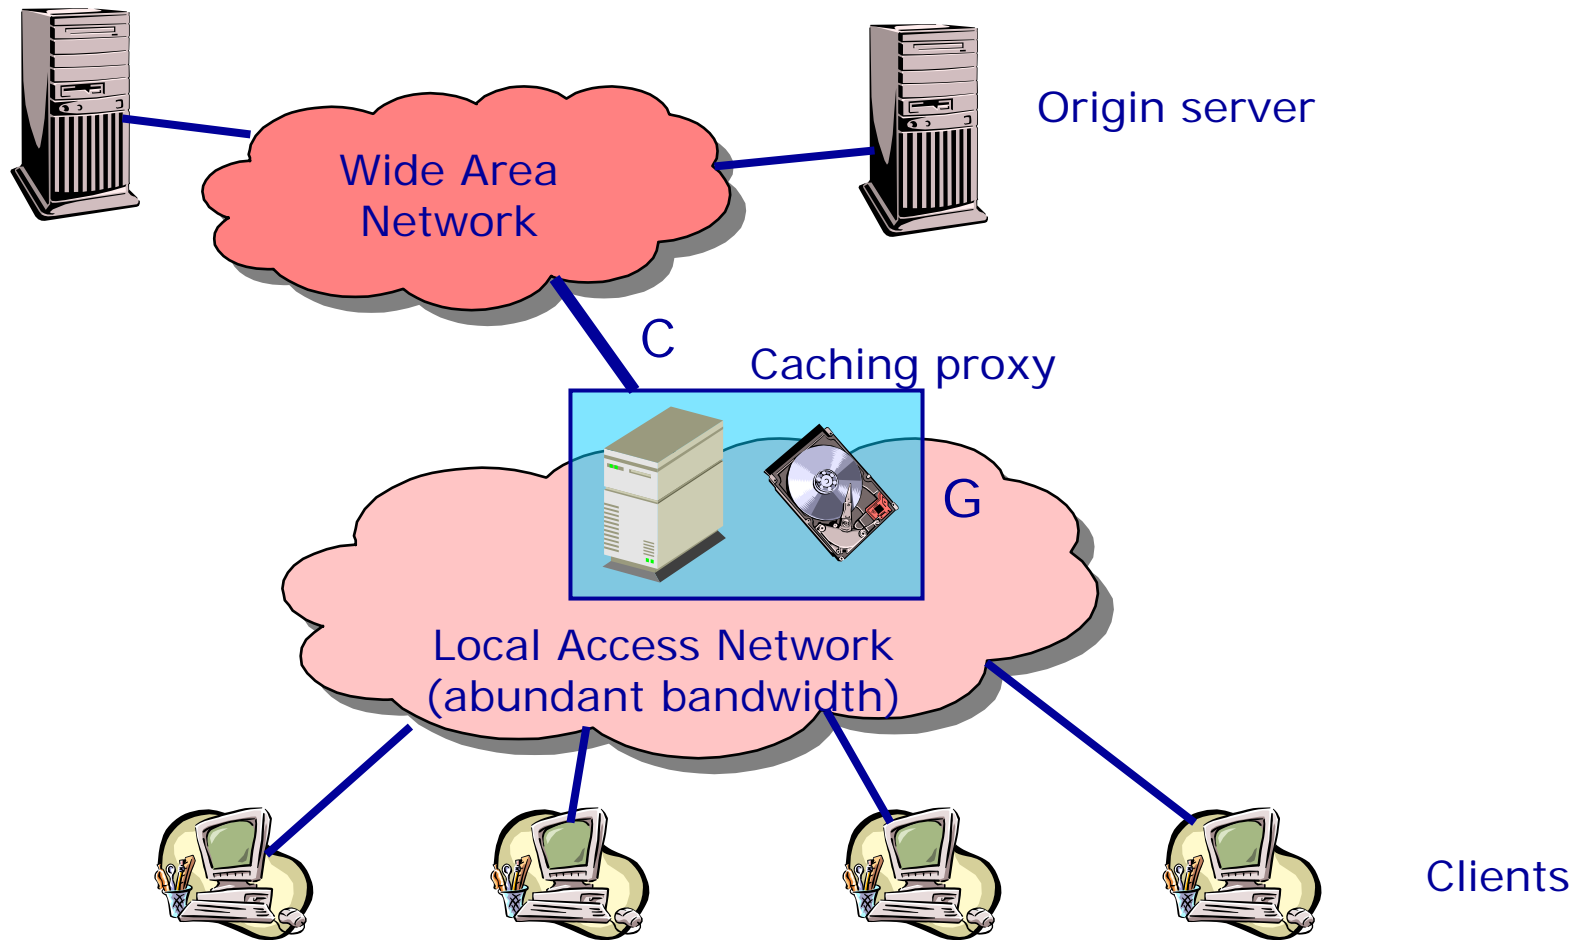 Origin server
Wide Area
Network
C
Caching proxy
G
Local Access Network
(abundant bandwidth)
Clients